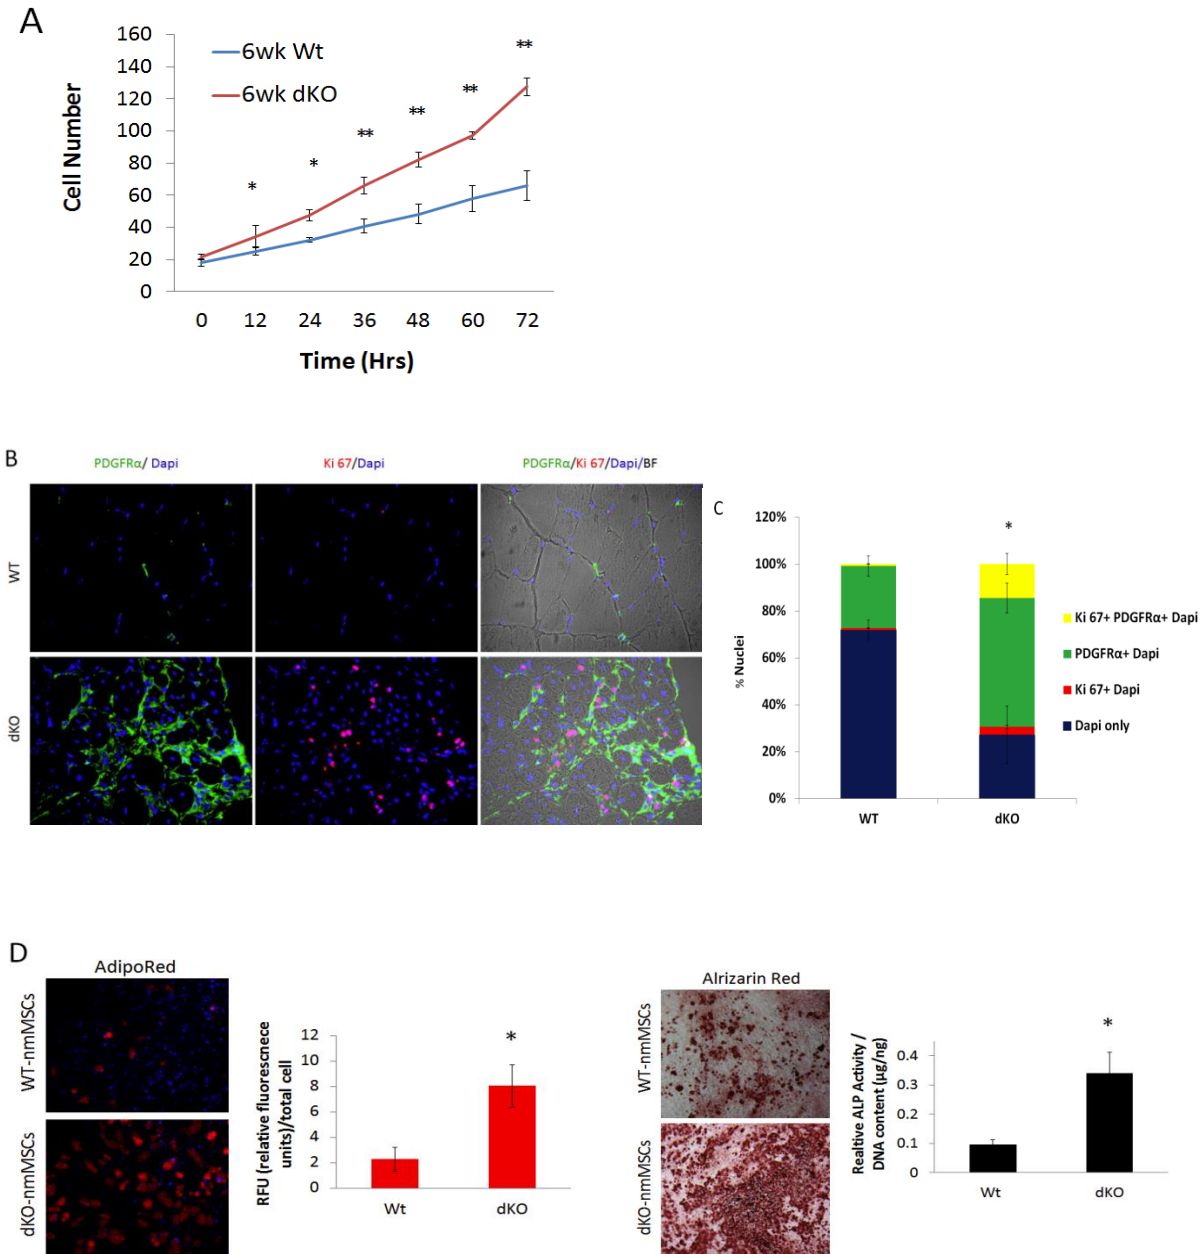 A
160
140
120
100
80
60
40
20
0
Cell Number
6wk Wt
6wk dKO
*
*
**
**
**
**
0 12 24 36 48 60 72
Time (Hrs)
B
PDGFRα/ Dapi
Ki 67/Dapi
PDGFRα/Ki 67/Dapi/BF
WT
dKO
C
120%
100%
80%
60%
40%
20%
0%
% Nuclei
*
WT
dKO
Ki 67+ PDGFRα+ Dapi
PDGFRα+ Dapi
Ki 67+ Dapi
Dapi only
D
AdipoRed
WT-nmMSCs
dKO-nmMSCs
RFU (relative fluorescnece
units)/total cell
12
10
8
6
4
2
0
*
Wt
dKO
Alrizarin Red
WT-nmMSCs
dKO-nmMSCs
Realtive ALP Activity /
DNA content (µg/ng)
0.4
0.3
0.2
0.1
0
*
Wt
dKO